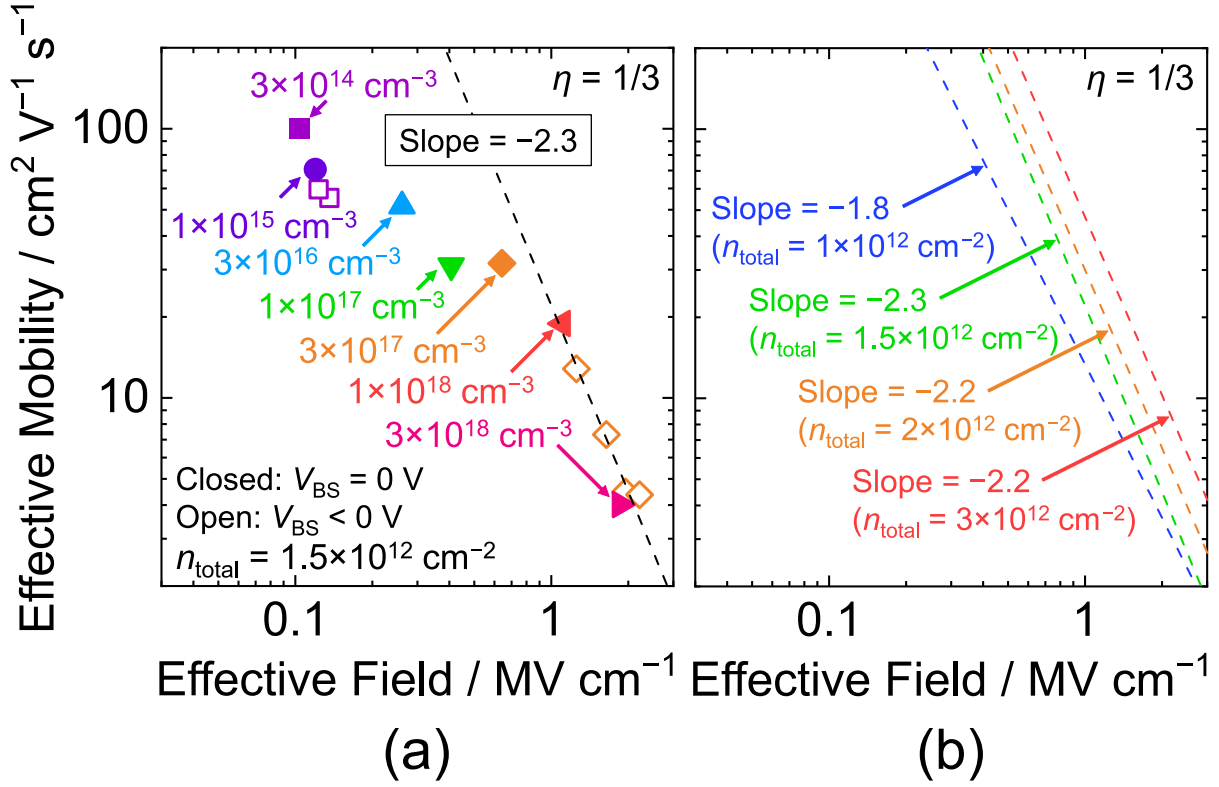 Effective Mobility / cm² V⁻¹ s⁻¹
100
10
η = 1/3
3×10¹⁴ cm⁻³
Slope = −2.3
1×10¹⁵ cm⁻³
3×10¹⁶ cm⁻³
1×10¹⁷ cm⁻³
3×10¹⁷ cm⁻³
1×10¹⁸ cm⁻³
3×10¹⁸ cm⁻³
Closed: V_BS = 0 V
Open: V_BS < 0 V
n_total = 1.5×10¹² cm⁻²
0.1
1
Effective Field / MV cm⁻¹
(a)
η = 1/3
Slope = −1.8
(n_total = 1×10¹² cm⁻²)
Slope = −2.3
(n_total = 1.5×10¹² cm⁻²)
Slope = −2.2
(n_total = 2×10¹² cm⁻²)
Slope = −2.2
(n_total = 3×10¹² cm⁻²)
0.1
1
Effective Field / MV cm⁻¹
(b)